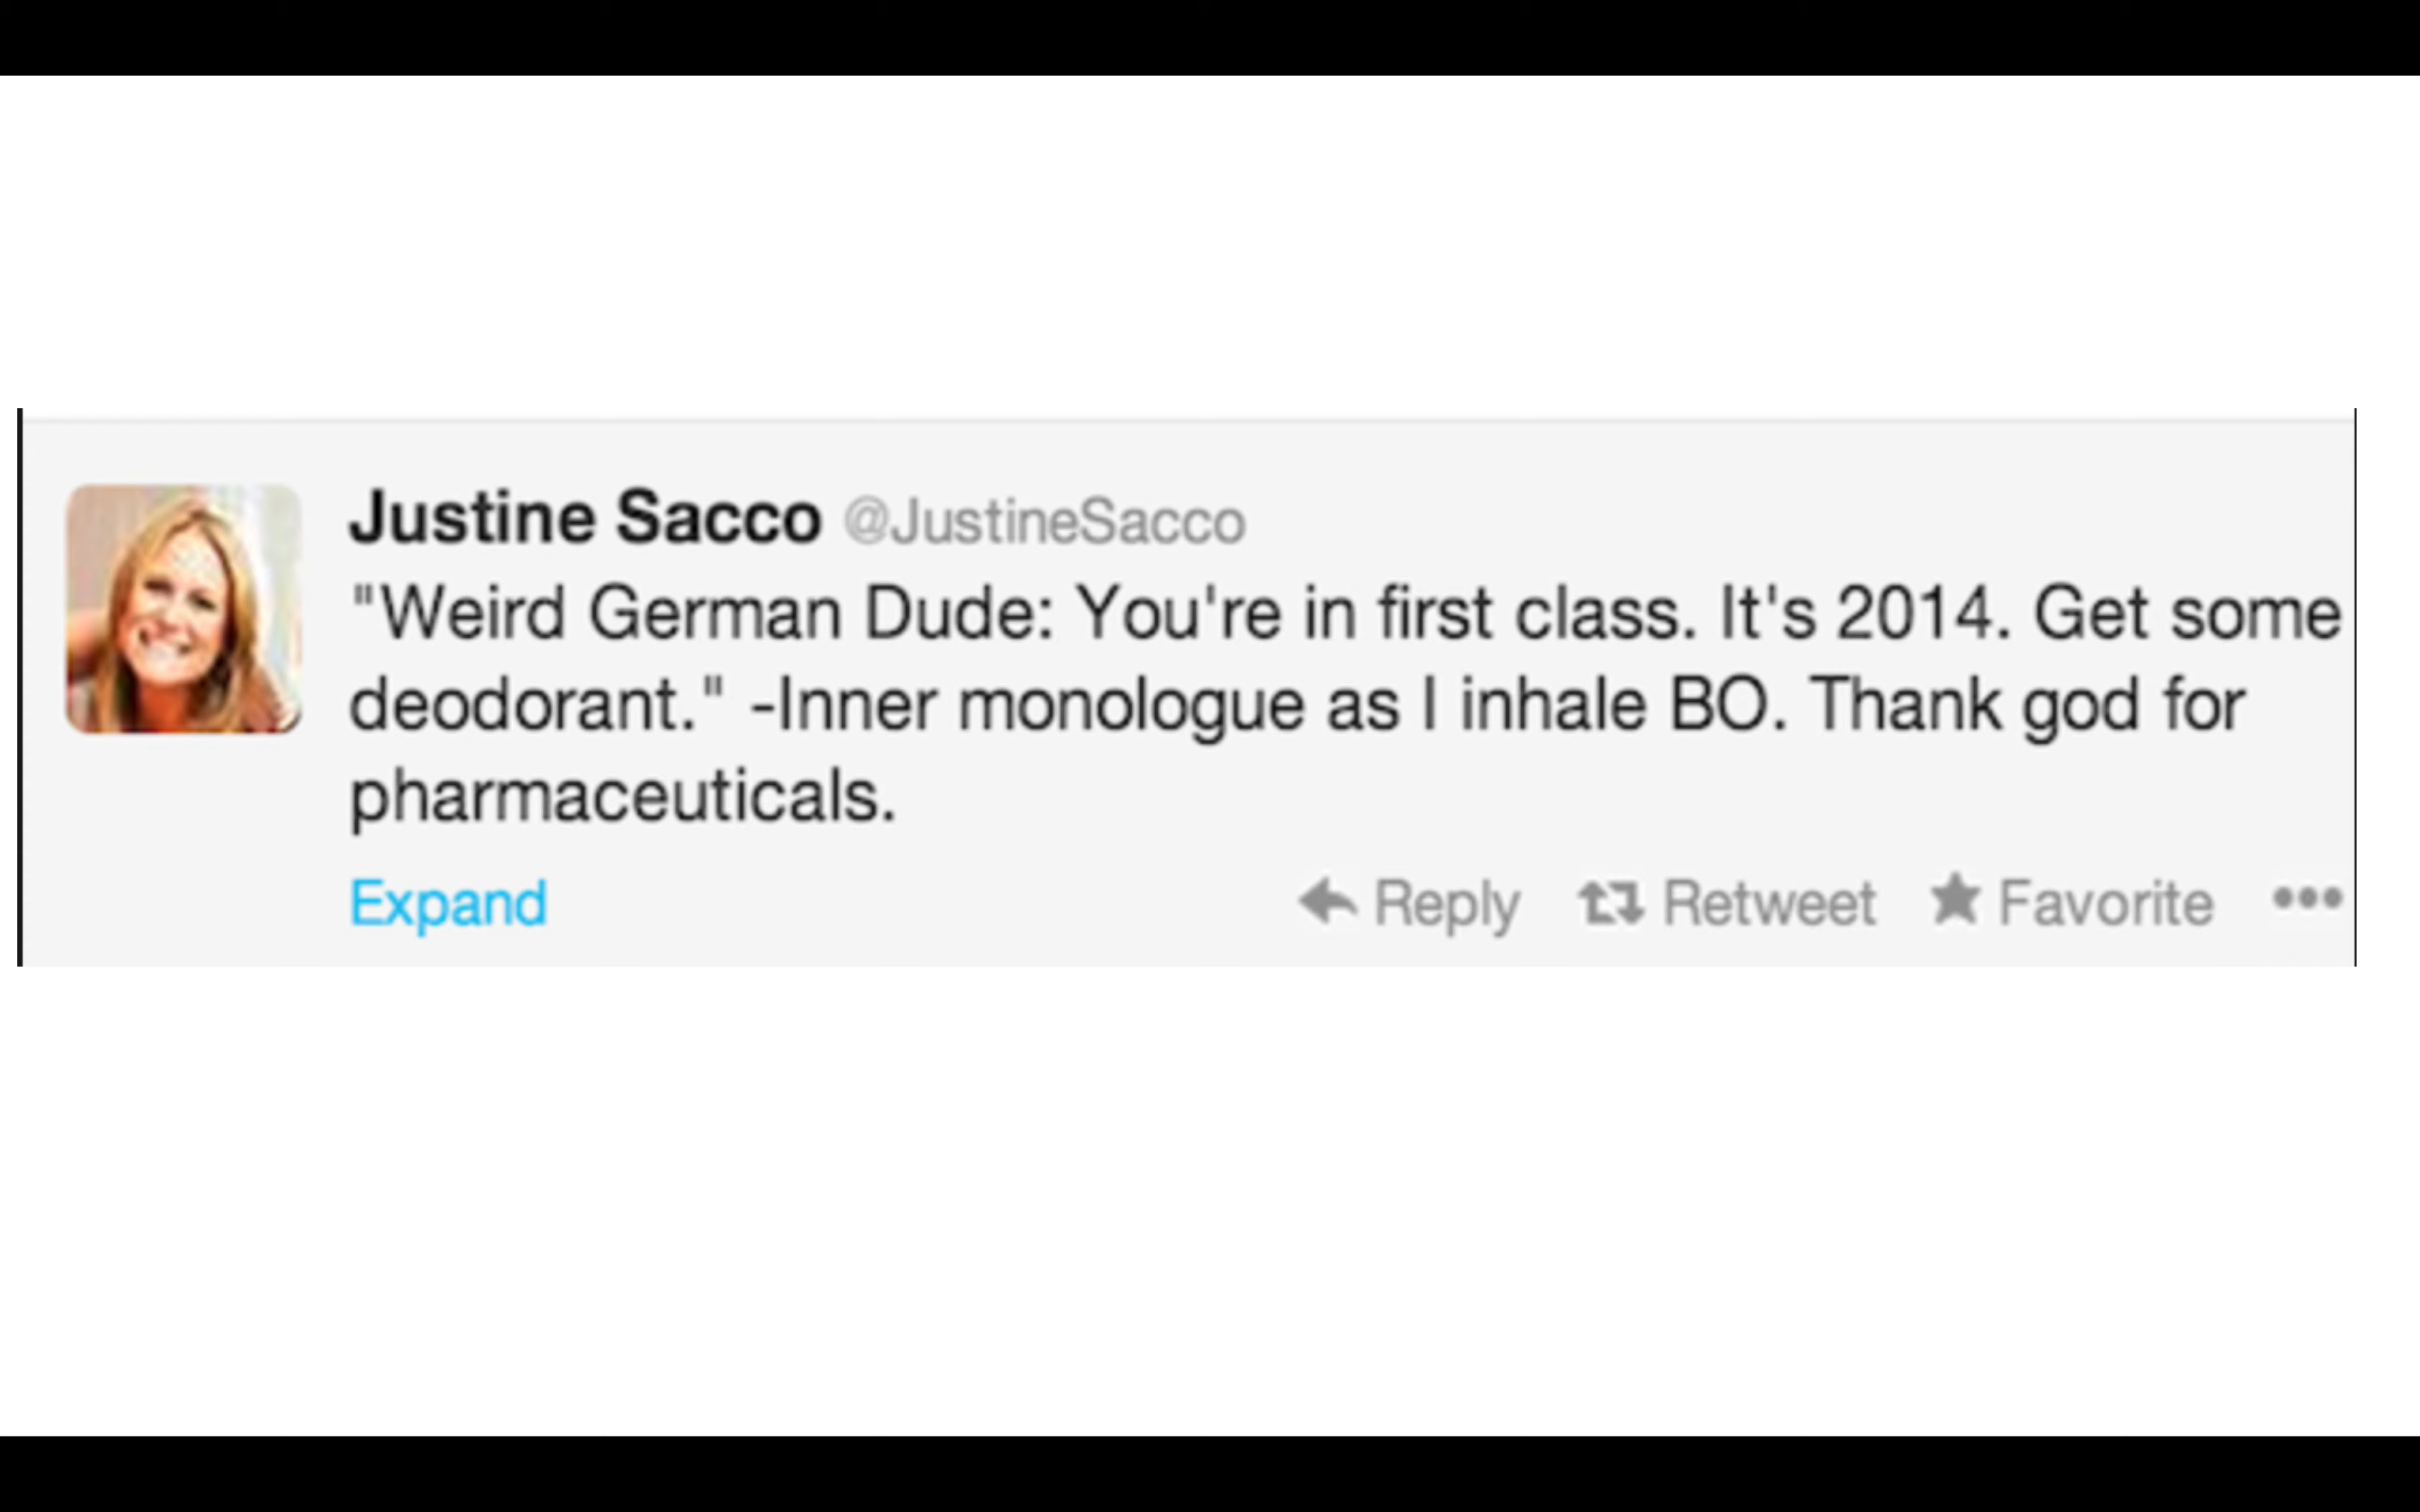 Justine Sacco @JustineSacco
"Weird German Dude: You're in first class. It's 2014. Get some
deodorant." -Inner monologue as I inhale BO. Thank god for
pharmaceuticals.
Expand Reply Retweet Favorite •••